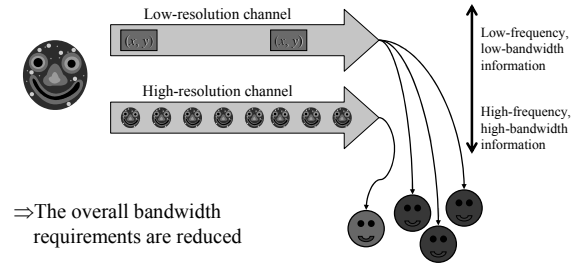 Low-resolution channel
(x, y) (x, y)
Low-frequency,
low-bandwidth
information
High-resolution channel
High-frequency,
high-bandwidth
information
⇒The overall bandwidth
requirements are reduced